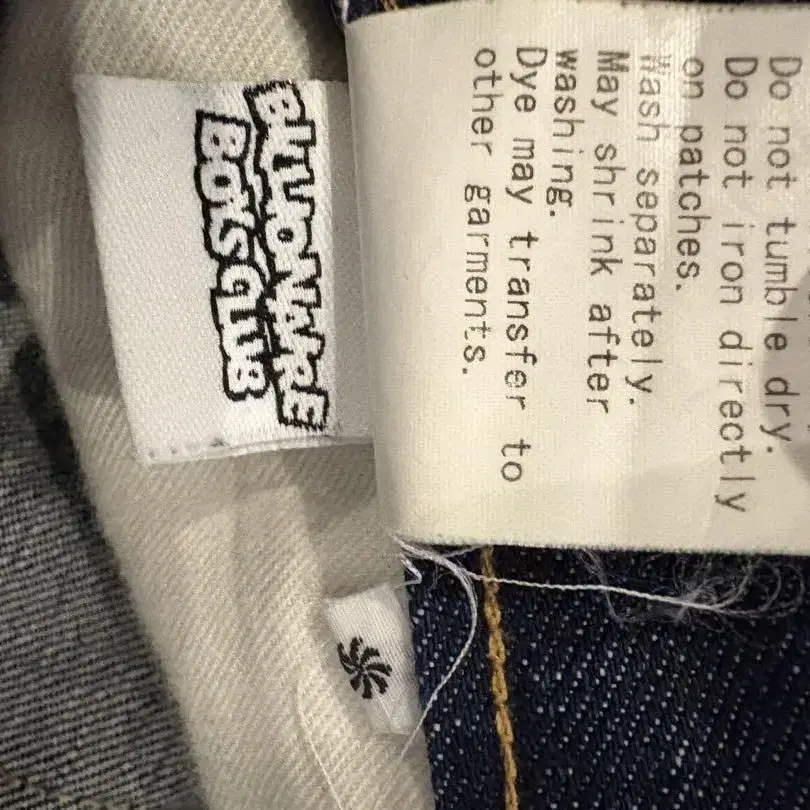 BILLIONAIRE
BOYS CLUB
Do not tumble dry.
Do not iron directly
on patches.
Wash separately.
May shrink after
washing.
Dye may transfer to
other garments.